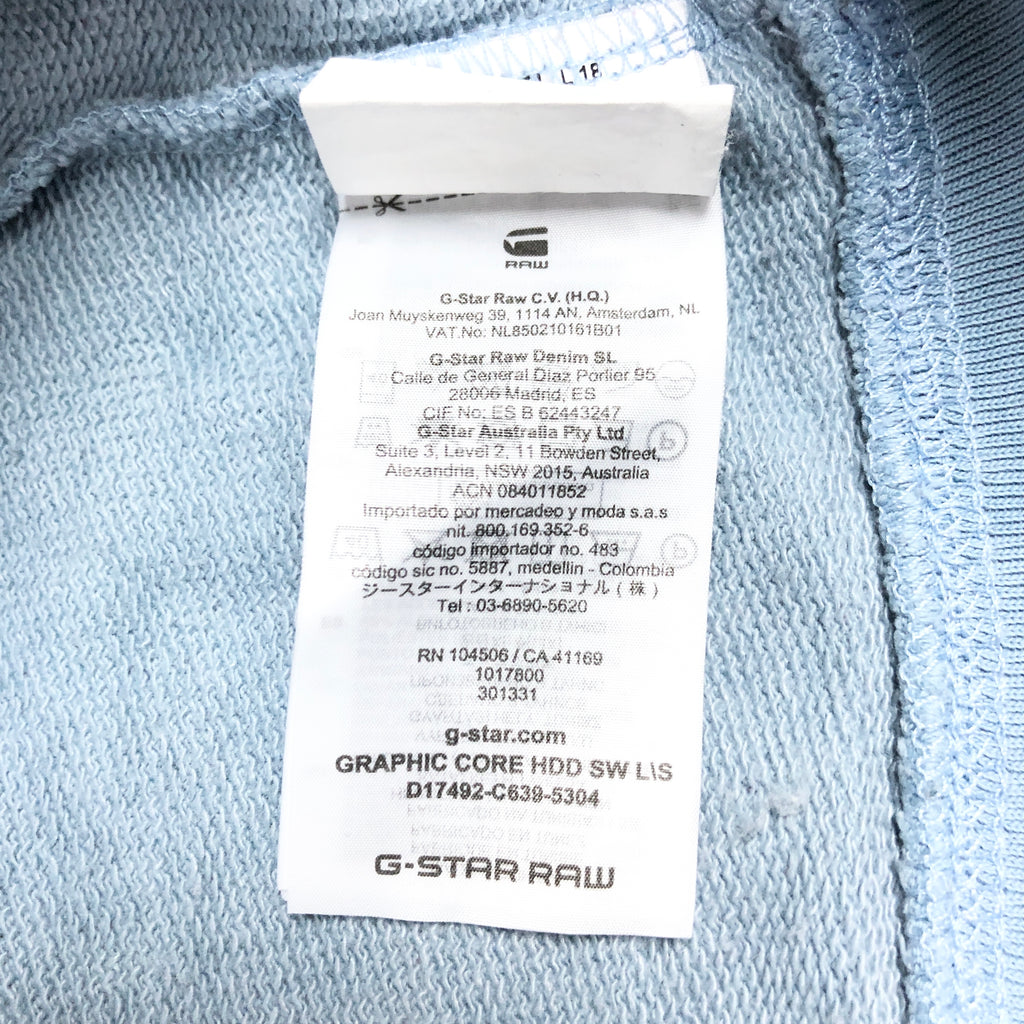 L 18
RAW
G-Star Raw C.V. (H.Q.)
Joan Muyskenweg 39, 1114 AN, Amsterdam, NL
VAT.No: NL850210161B01
G-Star Raw Denim SL
Calle de General Diaz Porlier 95
28006 Madrid, ES
CIF No: ES B 62443247
G-Star Australia Pty Ltd
Suite 3, Level 2, 11 Bowden Street,
Alexandria, NSW 2015, Australia
ACN 084011852
Importado por mercadeo y moda s.a.s
nit. 800.169.352-6
código importador no. 483
código sic no. 5887, medellin - Colombia
ジースターインターナショナル ( 株 )
Tel : 03-6890-5620
RN 104506 / CA 41169
1017800
301331
g-star.com
GRAPHIC CORE HDD SW L\S
D17492-C639-5304
G-STAR RAW